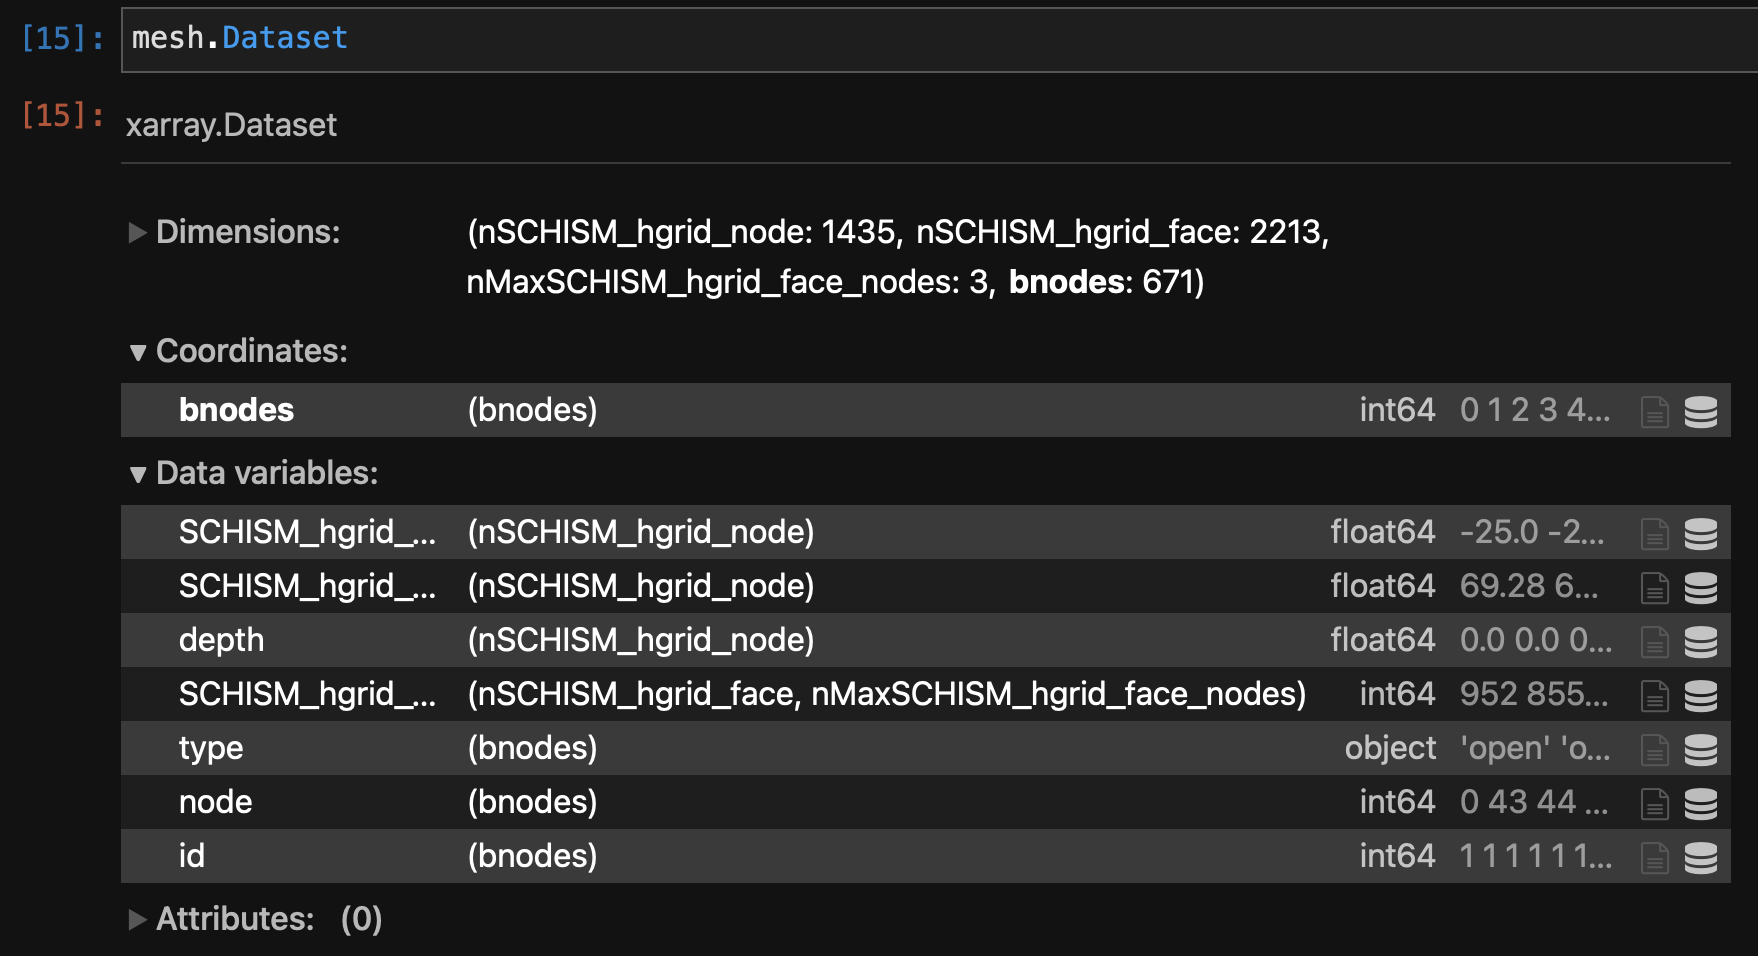 [15]: mesh.Dataset
[15]: xarray.Dataset
Dimensions: (nSCHISM_hgrid_node: 1435, nSCHISM_hgrid_face: 2213,
nMaxSCHISM_hgrid_face_nodes: 3, bnodes: 671)
Coordinates:
bnodes (bnodes) int64 0 1 2 3 4...
Data variables:
SCHISM_hgrid_... (nSCHISM_hgrid_node) float64 -25.0 -2...
SCHISM_hgrid_... (nSCHISM_hgrid_node) float64 69.28 6...
depth (nSCHISM_hgrid_node) float64 0.0 0.0 0...
SCHISM_hgrid_... (nSCHISM_hgrid_face, nMaxSCHISM_hgrid_face_nodes) int64 952 855...
type (bnodes) object 'open' 'o...
node (bnodes) int64 0 43 44 ...
id (bnodes) int64 1 1 1 1 1 1...
Attributes: (0)